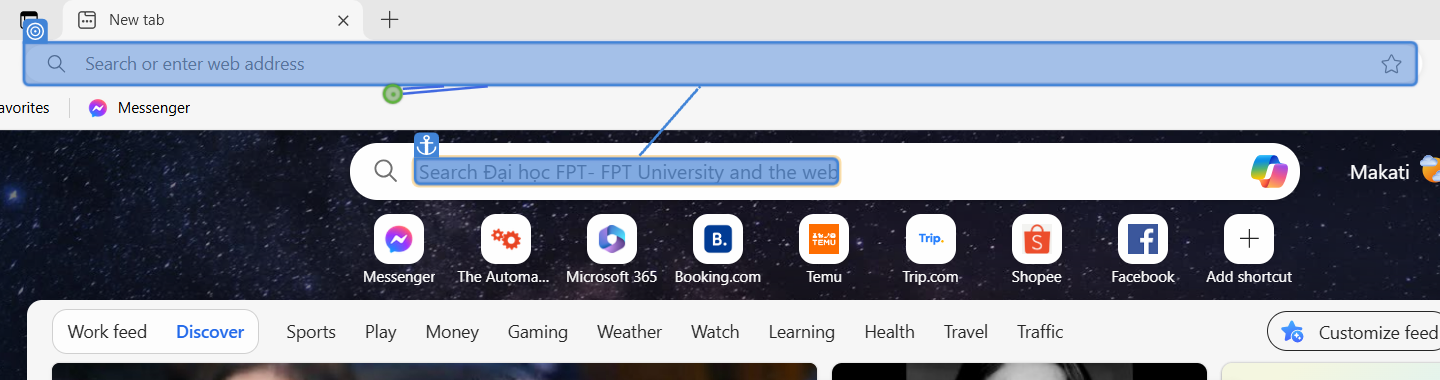 New tab
Search or enter web address
avorites
Messenger
Search Đại học FPT- FPT University and the web
Makati
B.
TEMU
Trip.
Messenger The Automa... Microsoft 365 Booking.com Temu Trip.com Shopee Facebook Add shortcut
Work feed Discover Sports Play Money Gaming Weather Watch Learning Health Travel Traffic Customize feed